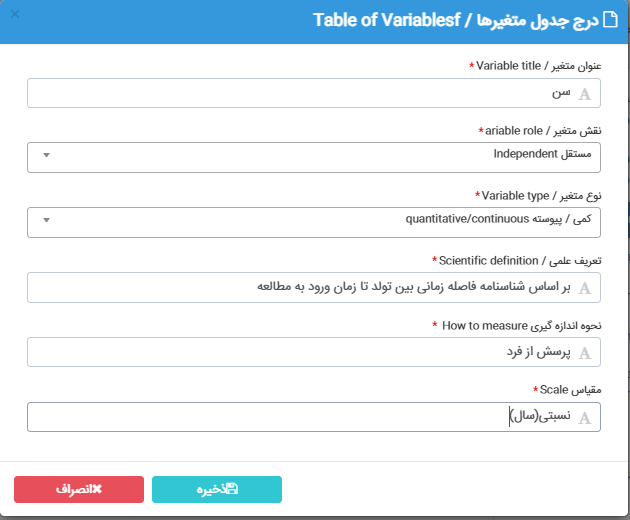 درج جدول متغیرها / Table of Variablesf
عنوان متغیر / Variable title *
سن
نقش متغیر / ariable role *
مستقل Independent
نوع متغیر / Variable type *
کمی / پیوسته quantitative/continuous
تعریف علمی / Scientific definition *
بر اساس شناسنامه فاصله زمانی بین تولد تا زمان ورود به مطالعه
نحوه اندازه گیری How to measure *
پرسش از فرد
مقیاس Scale *
نسبتی(سال)
ذخیره
انصراف